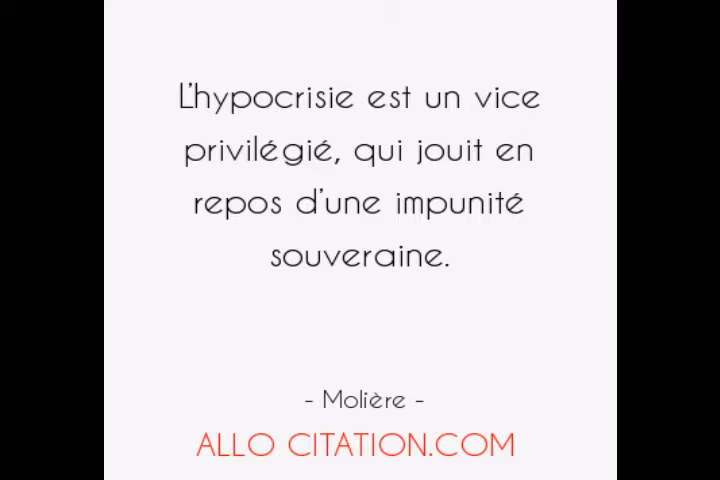 L'hypocrisie est un vice
privilégié, qui jouit en
repos d'une impunité
souveraine.
- Molière -
ALLO CITATION.COM